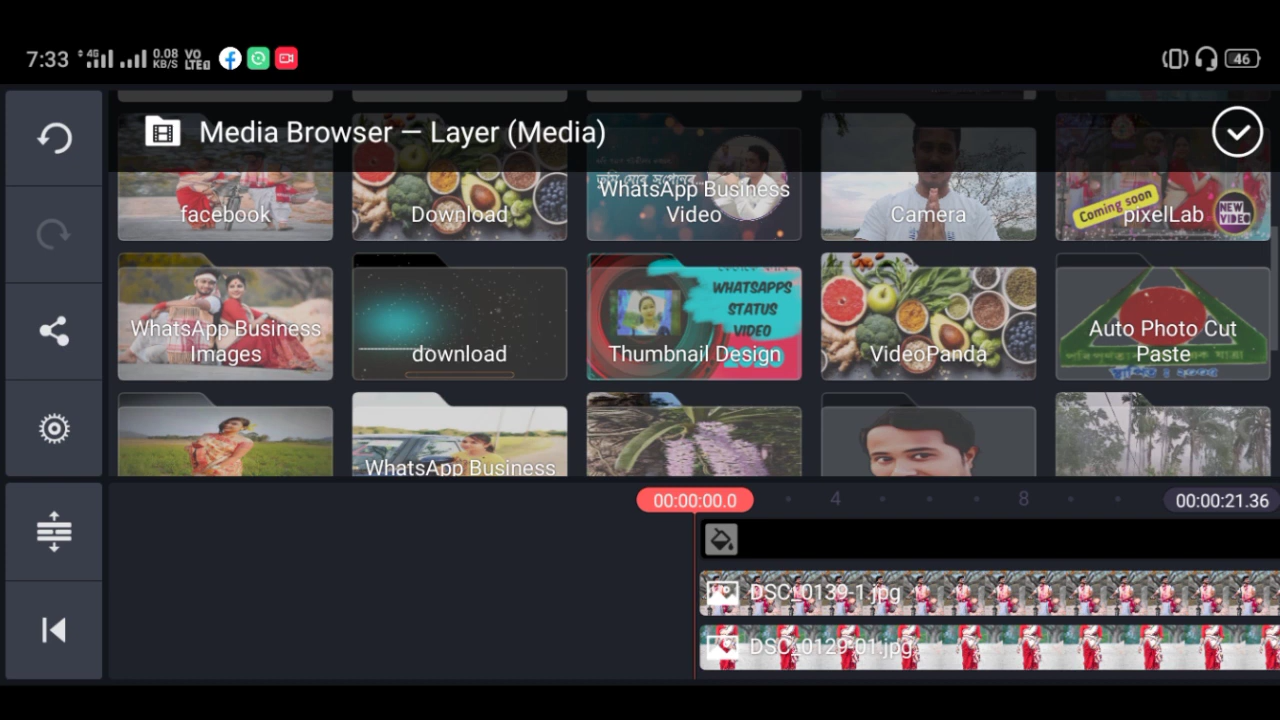 7:33 4G 0.08 KB/S VO LTE 46
Media Browser — Layer (Media)
facebook
Download
WhatsApp Business
Video
Camera
Coming soon
pixelLab
NEW
VIDEO
WhatsApp Business
Images
download
WHATSAPPS
STATUS
VIDEO
Thumbnail Design
VideoPanda
Auto Photo Cut
Paste
WhatsApp Business
00:00:00.0
4
8
00:00:21.36
DSC_0139-1.jpg
DSC_0129-01.jpg